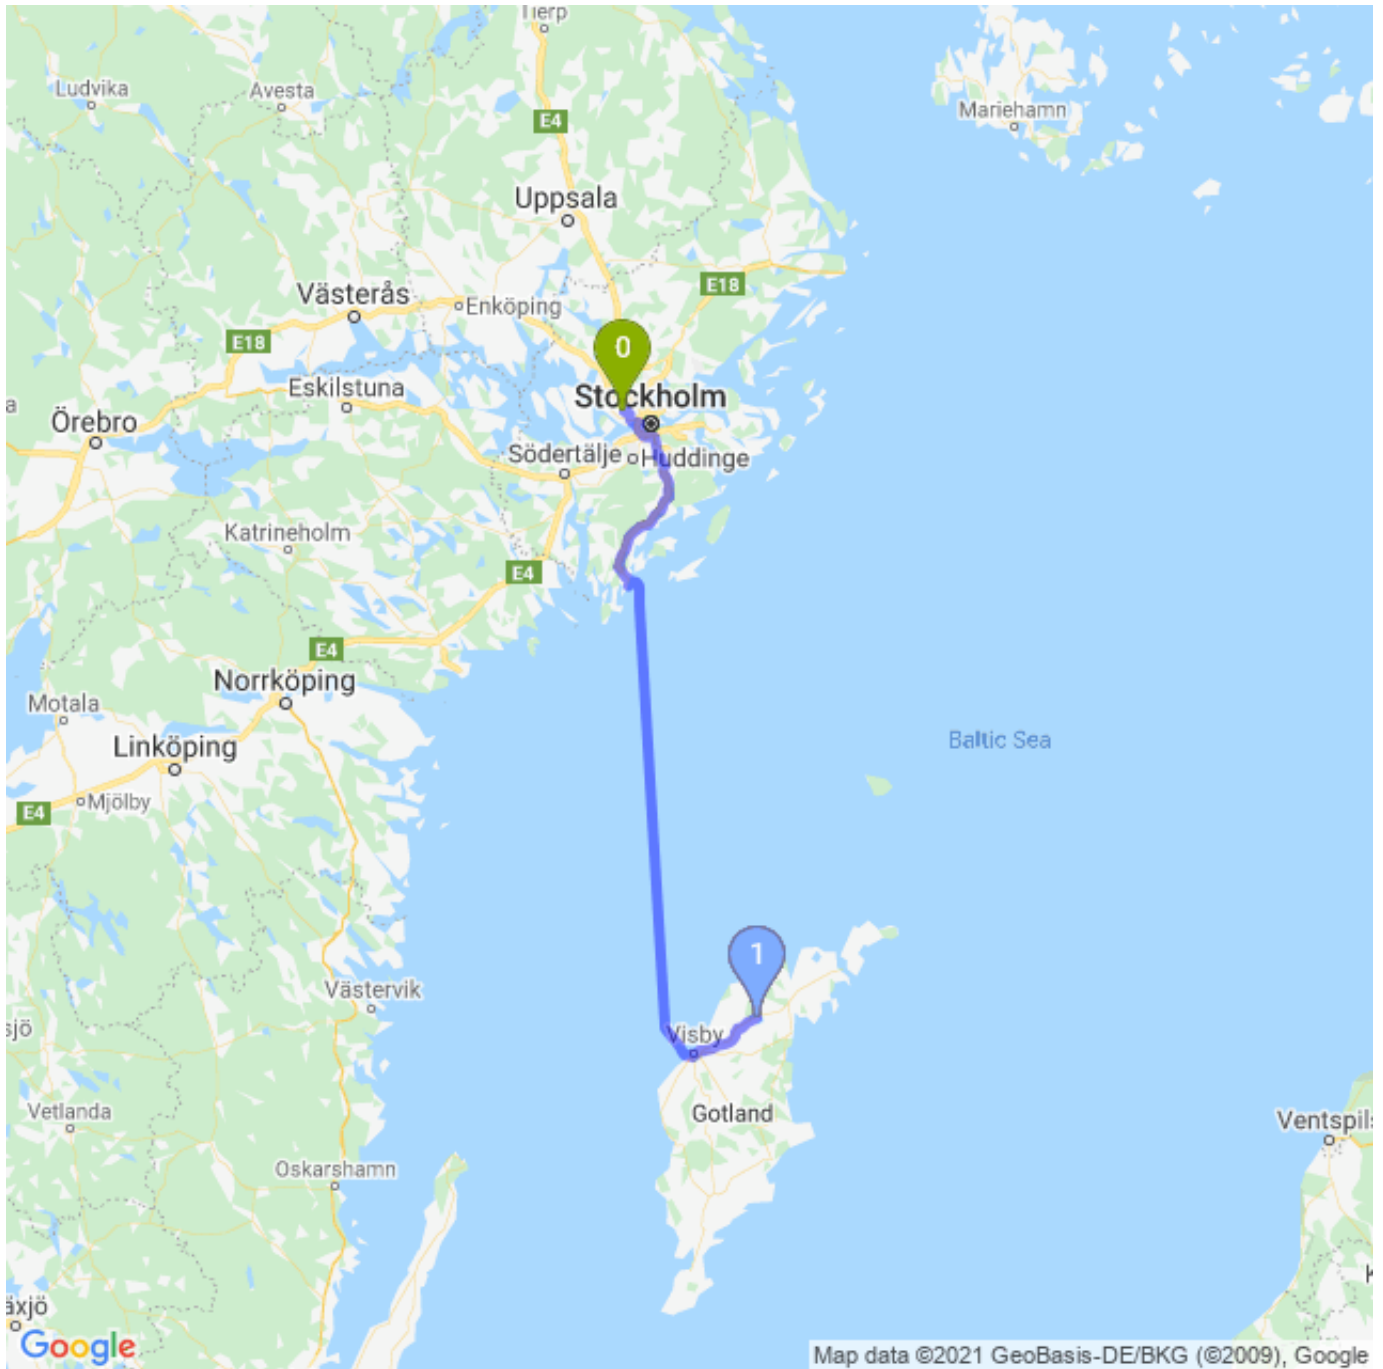 Tierp
Ludvika
Avesta
Mariehamn
E4
Uppsala
E18
Västerås
Enköping
E18
0
Eskilstuna
Stockholm
a
Örebro
Södertälje
Huddinge
Katrineholm
E4
E4
Norrköping
Motala
Linköping
Baltic Sea
Mjölby
E4
1
Västervik
sjö
Visby
Vetlanda
Gotland
Ventspils
Oskarshamn
K
äxjö
Google
Map data ©2021 GeoBasis-DE/BKG (©2009), Google